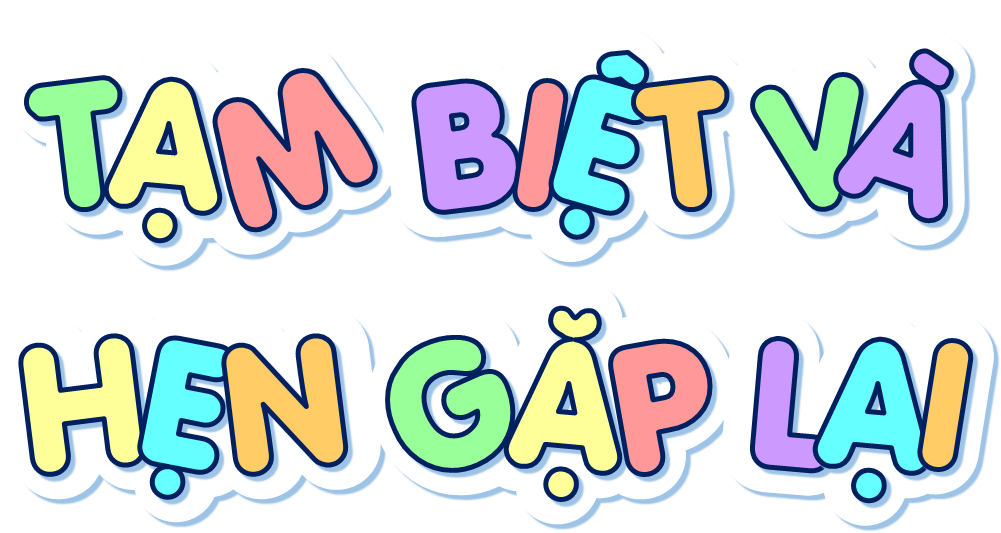 TẠM BIỆT VÀ
HẸN GẶP LẠI